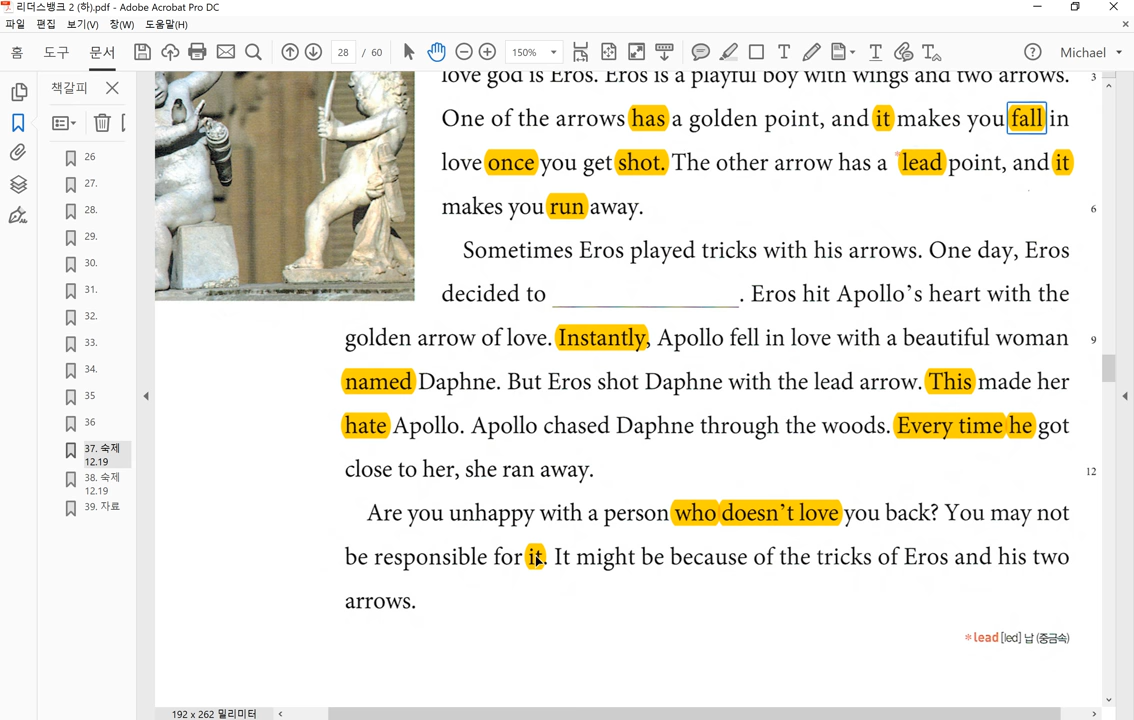 리더스뱅크 2 (하).pdf - Adobe Acrobat Pro DC
파일 편집 보기(V) 창(W) 도움말(H)
홈 도구 문서 28 / 60 150% Michael
책갈피
26
27.
28.
29.
30.
31.
32.
33.
34.
35
36
37. 숙제
12.19
38. 숙제
12.19
39. 자료
love god is Eros. Eros is a playful boy with wings and two arrows. 3
One of the arrows has a golden point, and it makes you fall in
love once you get shot. The other arrow has a *lead point, and it
makes you run away. 6
Sometimes Eros played tricks with his arrows. One day, Eros
decided to ____________. Eros hit Apollo's heart with the
golden arrow of love. Instantly, Apollo fell in love with a beautiful woman 9
named Daphne. But Eros shot Daphne with the lead arrow. This made her
hate Apollo. Apollo chased Daphne through the woods. Every time he got
close to her, she ran away. 12
Are you unhappy with a person who doesn't love you back? You may not
be responsible for it. It might be because of the tricks of Eros and his two
arrows.
*lead [led] 납 (중금속)
192 x 262 밀리미터